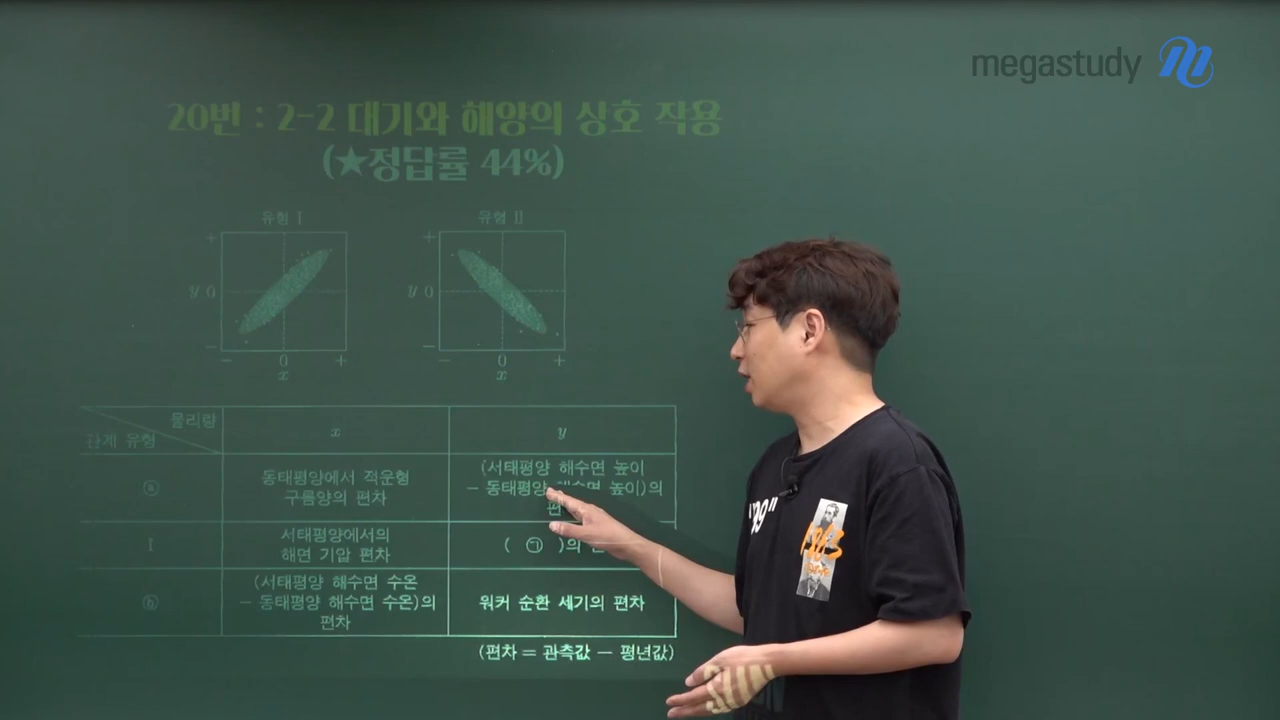 megastudy
20번 : 2-2 대기와 해양의 상호 작용
(★정답률 44%)
유형 I
유형 II
+
y 0
−
− 0 +
x
+
y 0
−
− 0 +
x
물리량
관계 유형
x
y
ⓐ
동태평양에서 적운형
구름양의 편차
(서태평양 해수면 높이
− 동태평양 해수면 높이)의
편
I
서태평양에서의
해면 기압 편차
( ㉠ )의
ⓑ
(서태평양 해수면 수온
− 동태평양 해수면 수온)의
편차
워커 순환 세기의 편차
(편차 = 관측값 − 평년값)
"99"